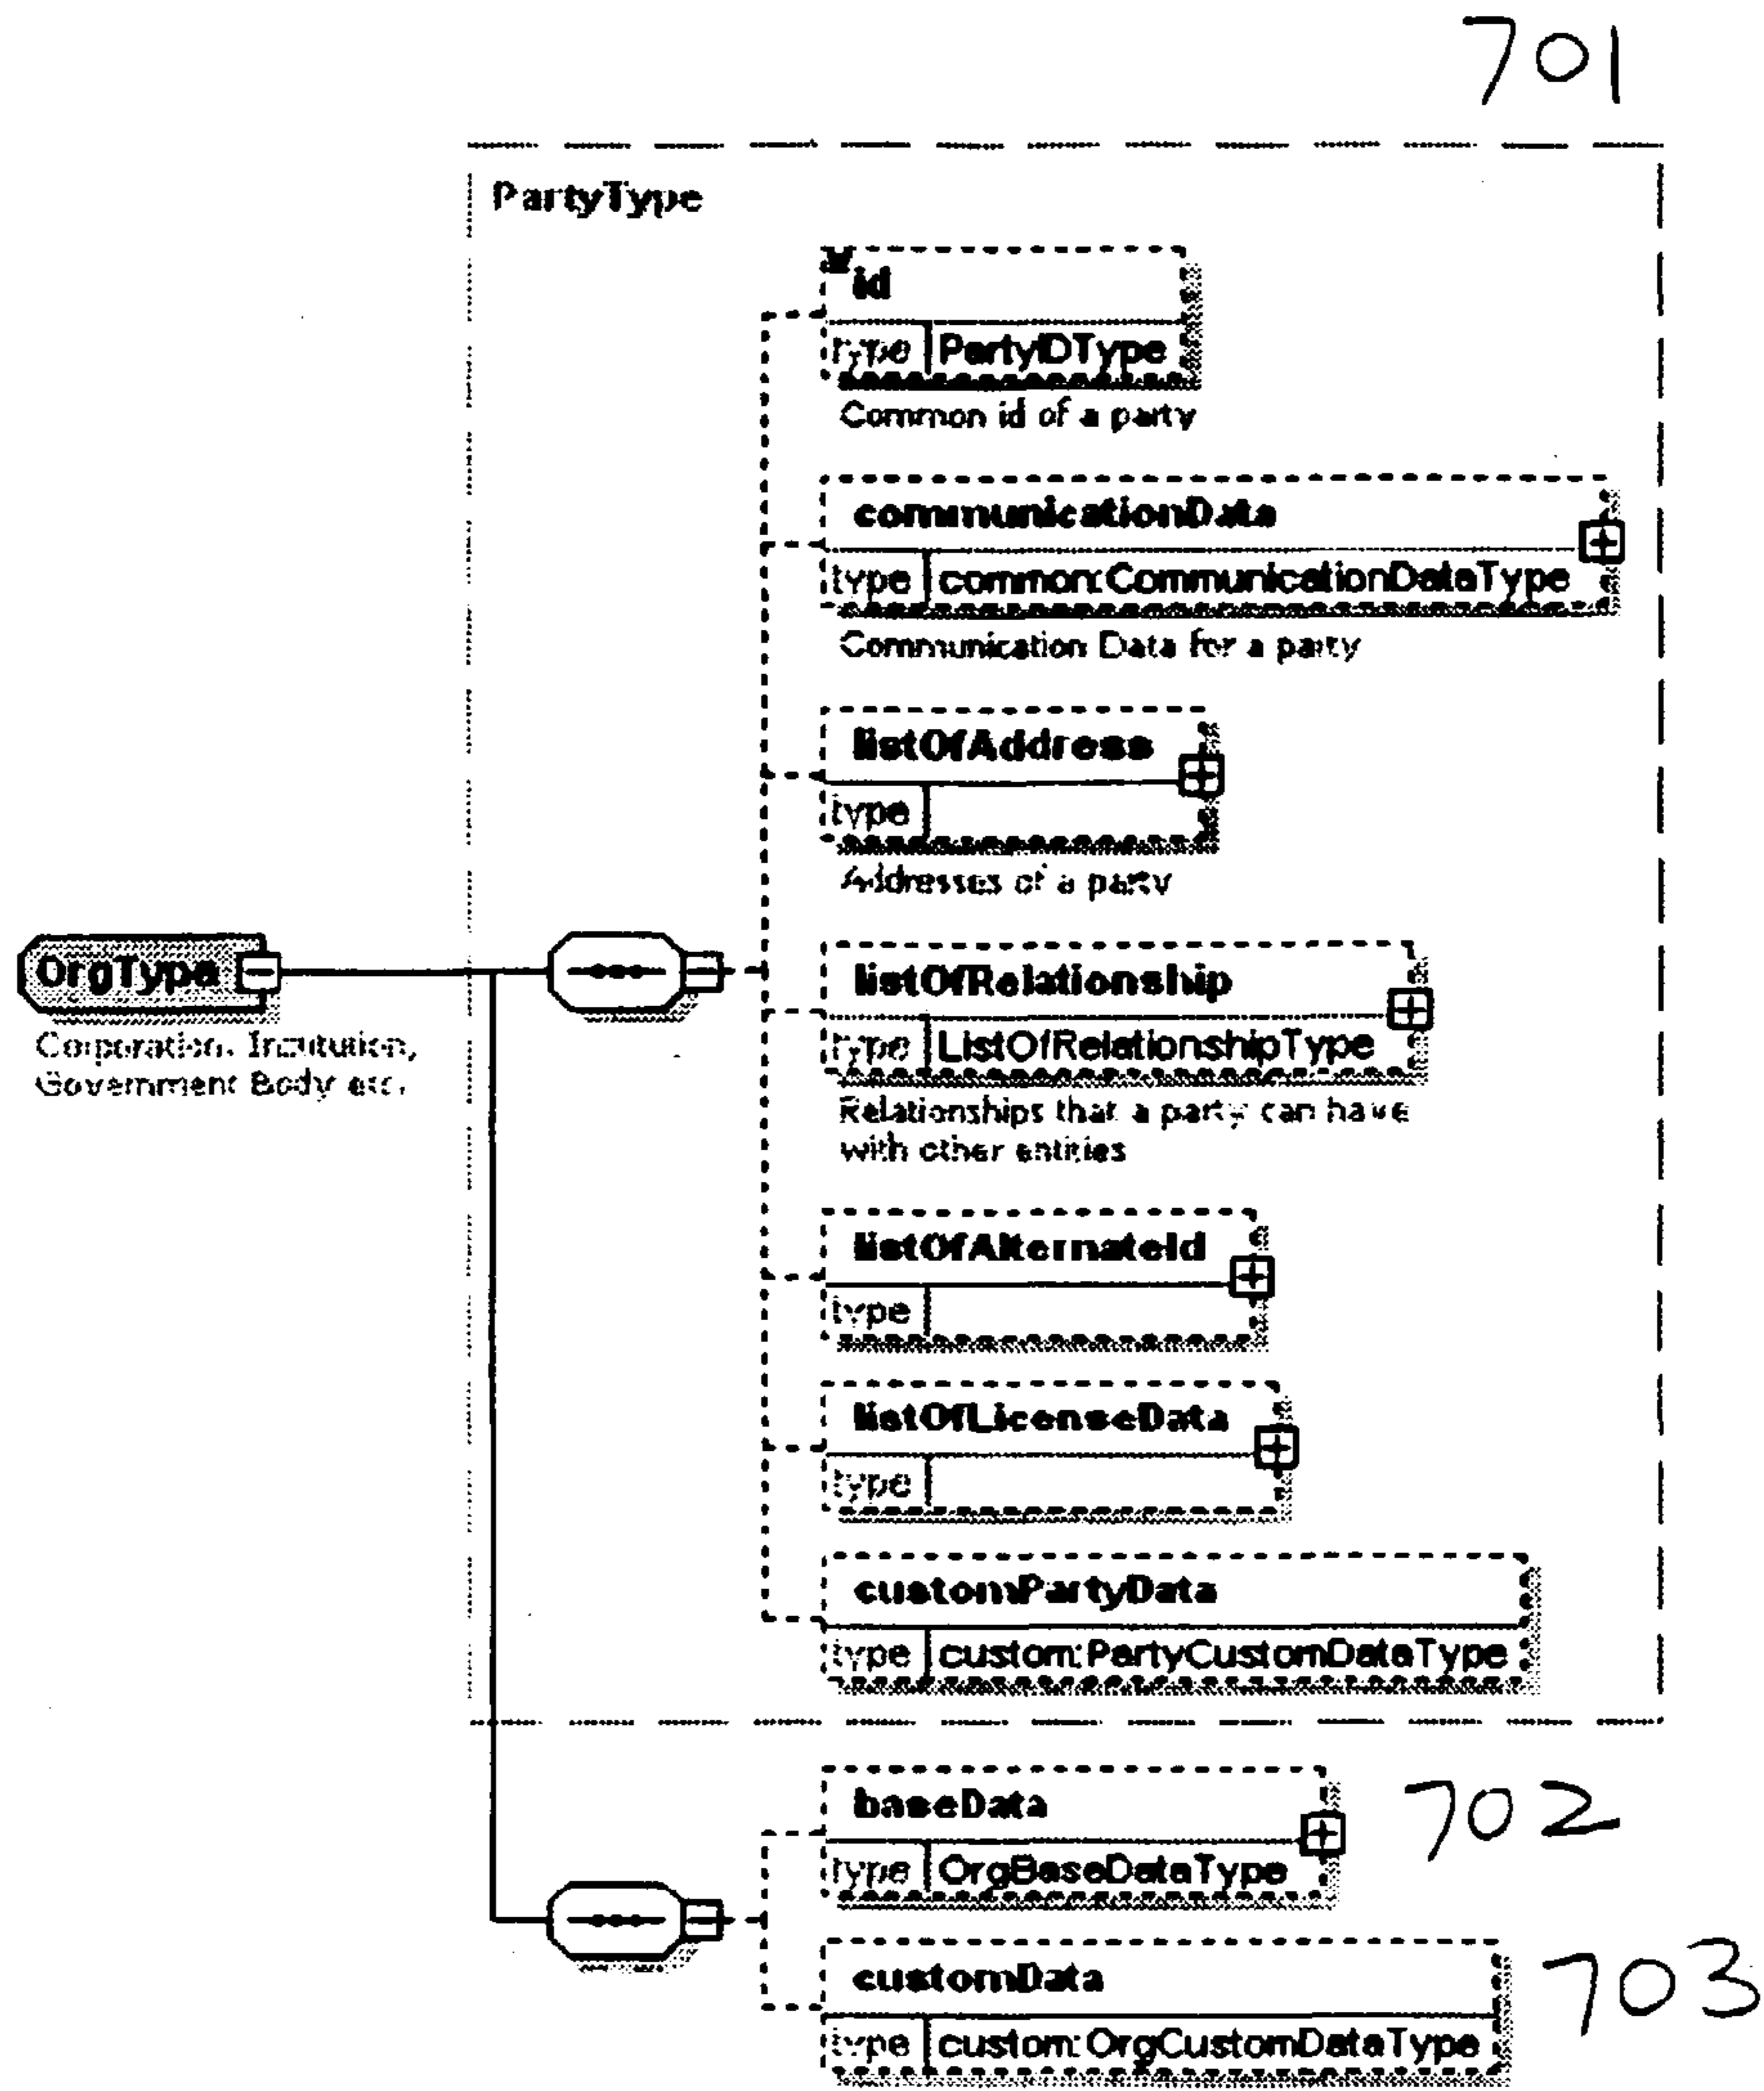 701
PartyType
id
type PartyIDType
Common id of a party
communicationData
type common:CommunicationDataType
Communication Data for a party
listOfAddress
type
Addresses of a party
OrgType
Corporation, Institution,
Government Body etc.
listOfRelationship
type ListOfRelationshipType
Relationships that a party can have
with other entities
listOfAlternateId
type
listOfLicenseData
type
customPartyData
type custom:PartyCustomDataType
baseData
type OrgBaseDataType
702
customData
type custom:OrgCustomDataType
703